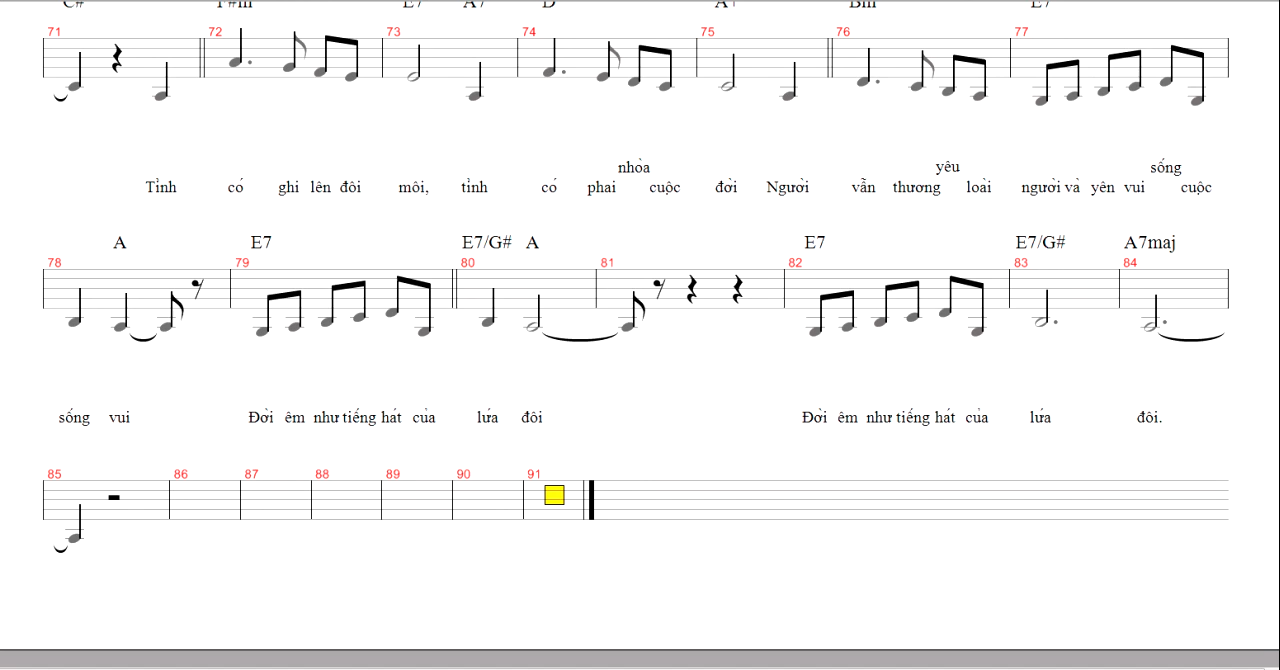 C# F#m E7 A7 D A+ Bm E7
71 72 73 74 75 76 77
nhòa yêu sống
Tình có ghi lên đôi môi, tình có phai cuộc đời Người vẫn thương loài người và yên vui cuộc
A E7 E7/G# A E7 E7/G# A7maj
78 79 80 81 82 83 84
sống vui Đời êm như tiếng hát của lứa đôi Đời êm như tiếng hát của lứa đôi.
85 86 87 88 89 90 91